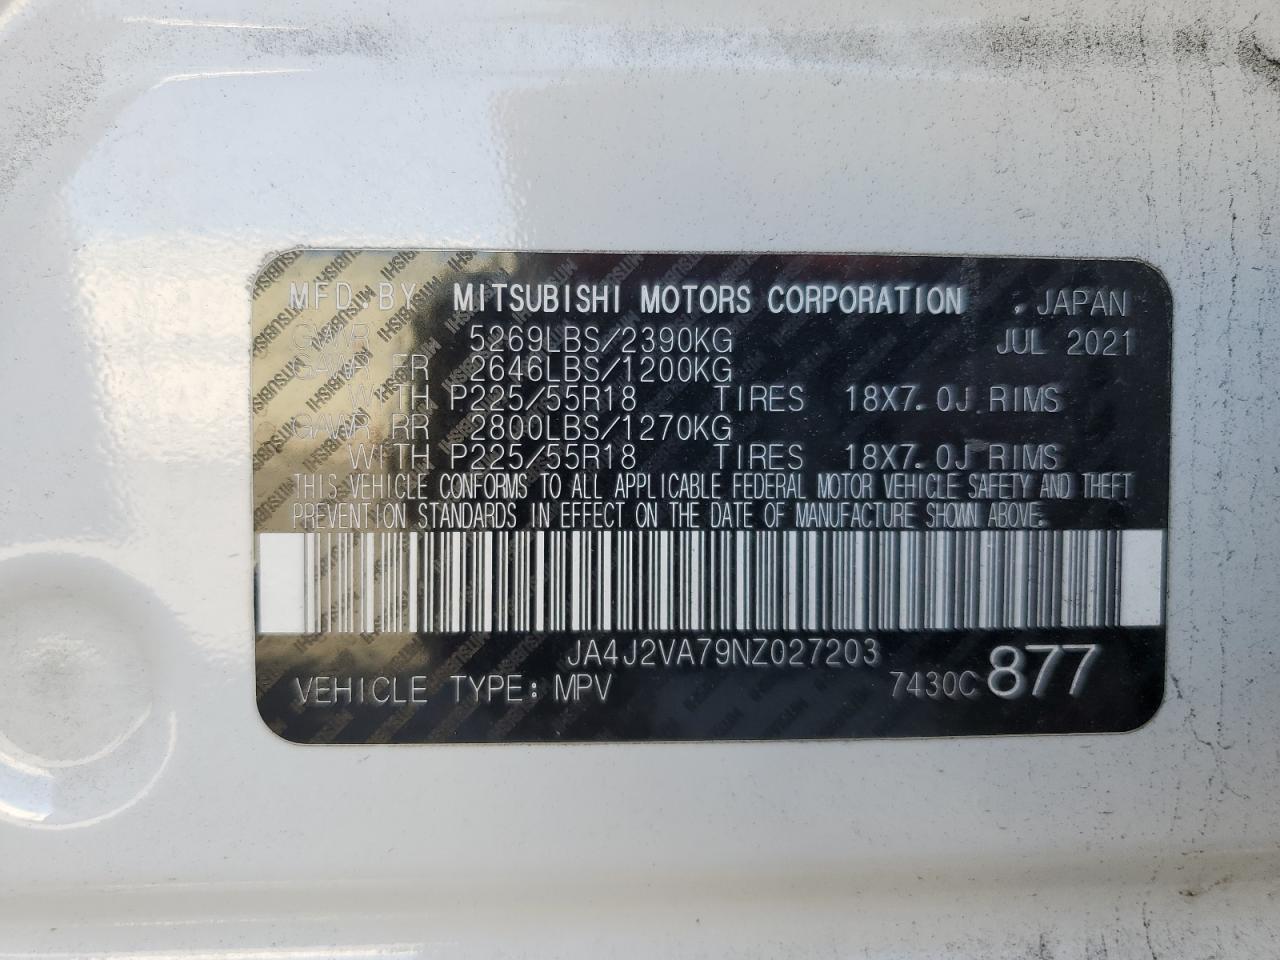 MFD BY MITSUBISHI MOTORS CORPORATION . JAPAN
GVWR 5269LBS/2390KG JUL 2021
GAWR FR 2646LBS/1200KG
WITH P225/55R18 TIRES 18X7.0J RIMS
GAWR RR 2800LBS/1270KG
WITH P225/55R18 TIRES 18X7.0J RIMS
THIS VEHICLE CONFORMS TO ALL APPLICABLE FEDERAL MOTOR VEHICLE SAFETY AND THEFT
PREVENTION STANDARDS IN EFFECT ON THE DATE OF MANUFACTURE SHOWN ABOVE.
JA4J2VA79NZ027203
VEHICLE TYPE: MPV 7430C 877